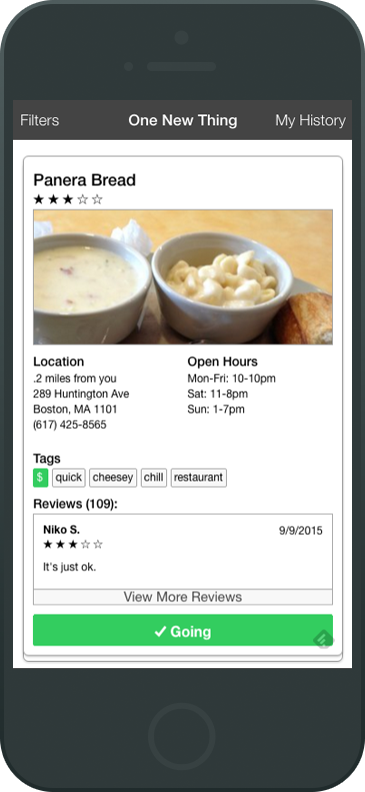 Filters One New Thing My History
Panera Bread
Location
.2 miles from you
289 Huntington Ave
Boston, MA 1101
(617) 425-8565
Open Hours
Mon-Fri: 10-10pm
Sat: 11-8pm
Sun: 1-7pm
Tags
$ quick cheesey chill restaurant
Reviews (109):
Niko S. 9/9/2015
It's just ok.
View More Reviews
✓ Going